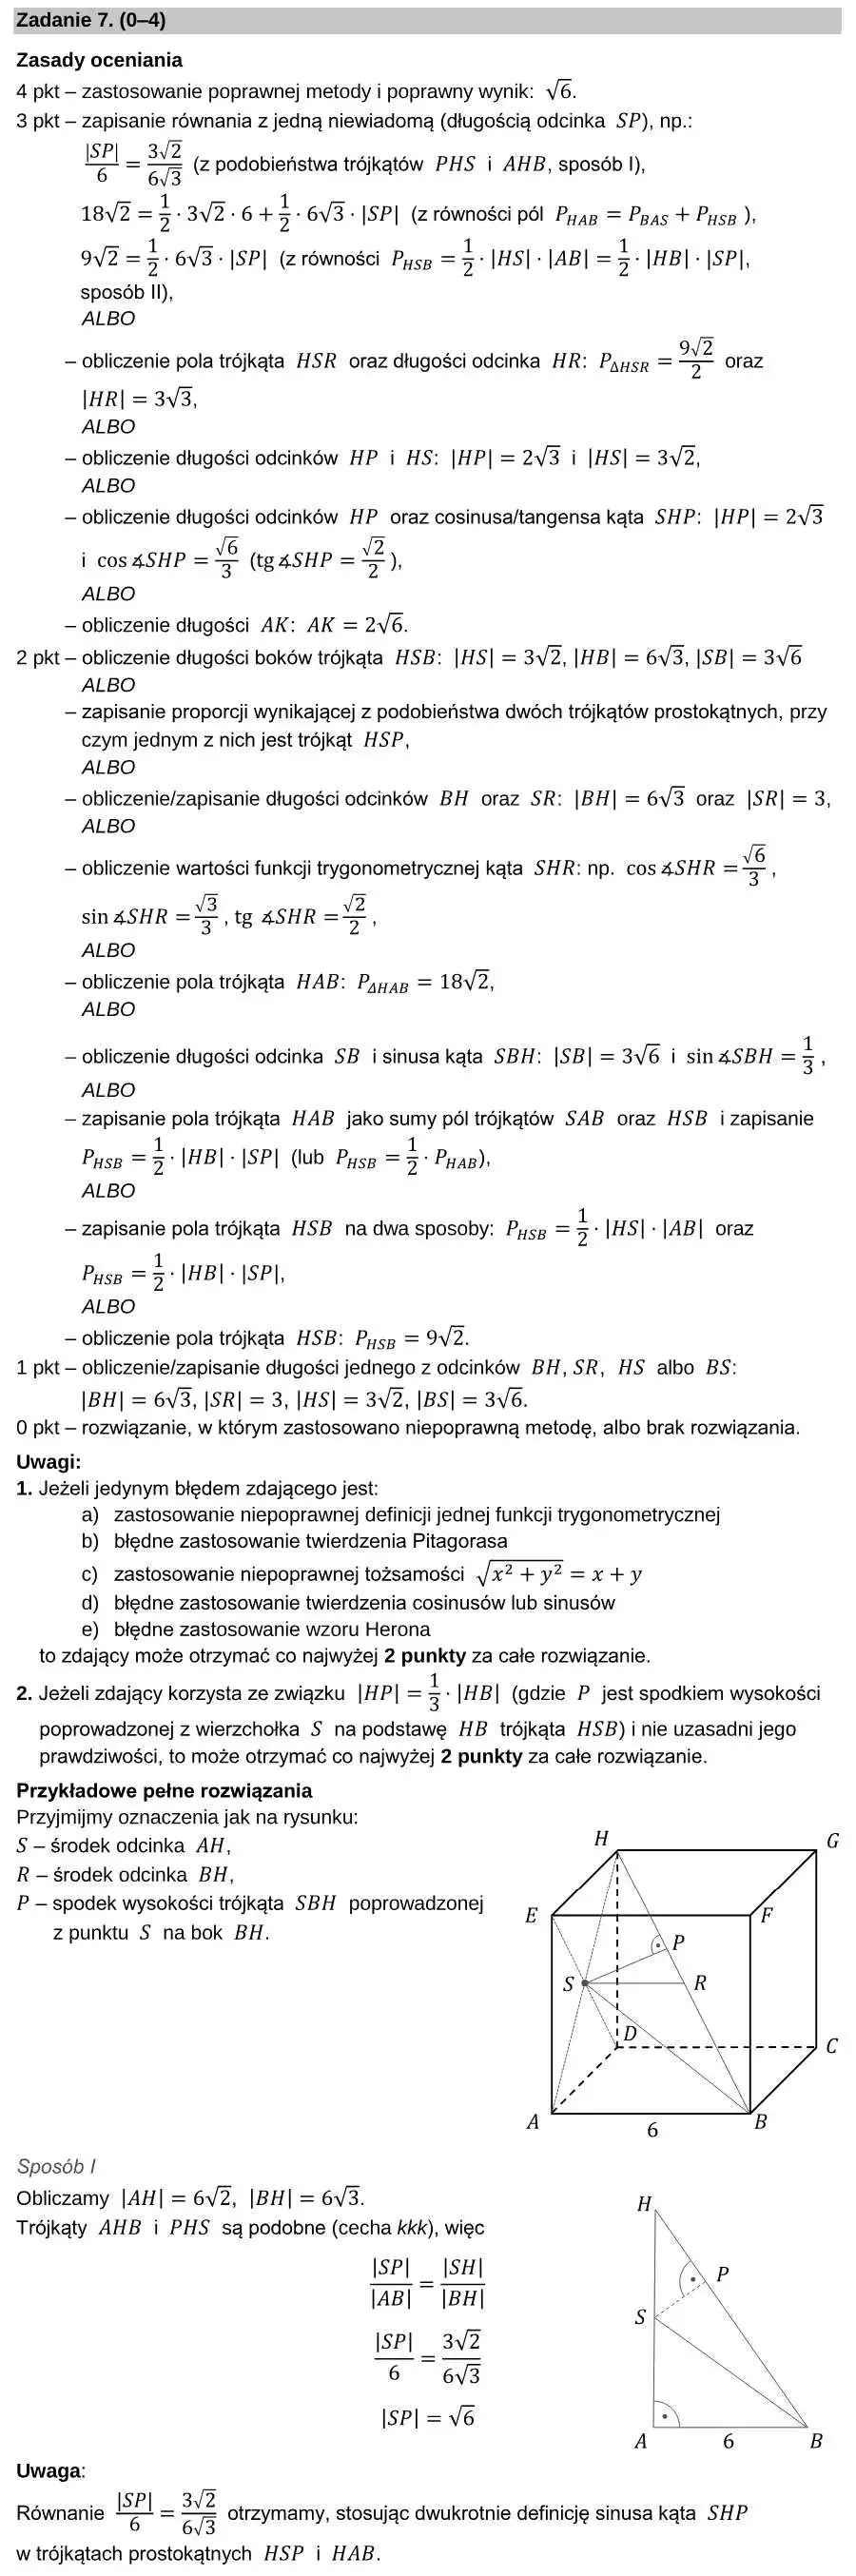 Zadanie 7. (0–4)
Zasady oceniania
4 pkt – zastosowanie poprawnej metody i poprawny wynik: √6.
3 pkt – zapisanie równania z jedną niewiadomą (długością odcinka SP), np.:
|SP|/6 = 3√2/6√3 (z podobieństwa trójkątów PHS i AHB, sposób I),
18√2 = 1/2 · 3√2 · 6 + 1/2 · 6√3 · |SP| (z równości pól P_HAB = P_BAS + P_HSB ),
9√2 = 1/2 · 6√3 · |SP| (z równości P_HSB = 1/2 · |HS| · |AB| = 1/2 · |HB| · |SP|,
sposób II),
ALBO
– obliczenie pola trójkąta HSR oraz długości odcinka HR: P_ΔHSR = 9√2/2 oraz
|HR| = 3√3,
ALBO
– obliczenie długości odcinków HP i HS: |HP| = 2√3 i |HS| = 3√2,
ALBO
– obliczenie długości odcinków HP oraz cosinusa/tangensa kąta SHP: |HP| = 2√3
i cos∡SHP = √6/3 (tg∡SHP = √2/2 ),
ALBO
– obliczenie długości AK: AK = 2√6.
2 pkt – obliczenie długości boków trójkąta HSB: |HS| = 3√2, |HB| = 6√3, |SB| = 3√6
ALBO
– zapisanie proporcji wynikającej z podobieństwa dwóch trójkątów prostokątnych, przy
czym jednym z nich jest trójkąt HSP,
ALBO
– obliczenie/zapisanie długości odcinków BH oraz SR: |BH| = 6√3 oraz |SR| = 3,
ALBO
– obliczenie wartości funkcji trygonometrycznej kąta SHR: np. cos∡SHR = √6/3 ,
sin∡SHR = √3/3 , tg ∡SHR = √2/2 ,
ALBO
– obliczenie pola trójkąta HAB: P_ΔHAB = 18√2,
ALBO
– obliczenie długości odcinka SB i sinusa kąta SBH: |SB| = 3√6 i sin∡SBH = 1/3 ,
ALBO
– zapisanie pola trójkąta HAB jako sumy pól trójkątów SAB oraz HSB i zapisanie
P_HSB = 1/2 · |HB| · |SP| (lub P_HSB = 1/2 · P_HAB),
ALBO
– zapisanie pola trójkąta HSB na dwa sposoby: P_HSB = 1/2 · |HS| · |AB| oraz
P_HSB = 1/2 · |HB| · |SP|,
ALBO
– obliczenie pola trójkąta HSB: P_HSB = 9√2.
1 pkt – obliczenie/zapisanie długości jednego z odcinków BH, SR, HS albo BS:
|BH| = 6√3, |SR| = 3, |HS| = 3√2, |BS| = 3√6.
0 pkt – rozwiązanie, w którym zastosowano niepoprawną metodę, albo brak rozwiązania.
Uwagi:
1. Jeżeli jedynym błędem zdającego jest:
a) zastosowanie niepoprawnej definicji jednej funkcji trygonometrycznej
b) błędne zastosowanie twierdzenia Pitagorasa
c) zastosowanie niepoprawnej tożsamości √(x² + y²) = x + y
d) błędne zastosowanie twierdzenia cosinusów lub sinusów
e) błędne zastosowanie wzoru Herona
to zdający może otrzymać co najwyżej 2 punkty za całe rozwiązanie.
2. Jeżeli zdający korzysta ze związku |HP| = 1/3 · |HB| (gdzie P jest spodkiem wysokości
poprowadzonej z wierzchołka S na podstawę HB trójkąta HSB) i nie uzasadni jego
prawdziwości, to może otrzymać co najwyżej 2 punkty za całe rozwiązanie.
Przykładowe pełne rozwiązania
Przyjmijmy oznaczenia jak na rysunku:
S – środek odcinka AH,
R – środek odcinka BH,
P – spodek wysokości trójkąta SBH poprowadzonej
z punktu S na bok BH.
H G
E F
P
S R
D
C
A B
6
Sposób I
Obliczamy |AH| = 6√2, |BH| = 6√3.
Trójkąty AHB i PHS są podobne (cecha kkk), więc
|SP|/|AB| = |SH|/|BH|
|SP|/6 = 3√2/6√3
|SP| = √6
H
P
S
A 6 B
Uwaga:
Równanie |SP|/6 = 3√2/6√3 otrzymamy, stosując dwukrotnie definicję sinusa kąta SHP
w trójkątach prostokątnych HSP i HAB.